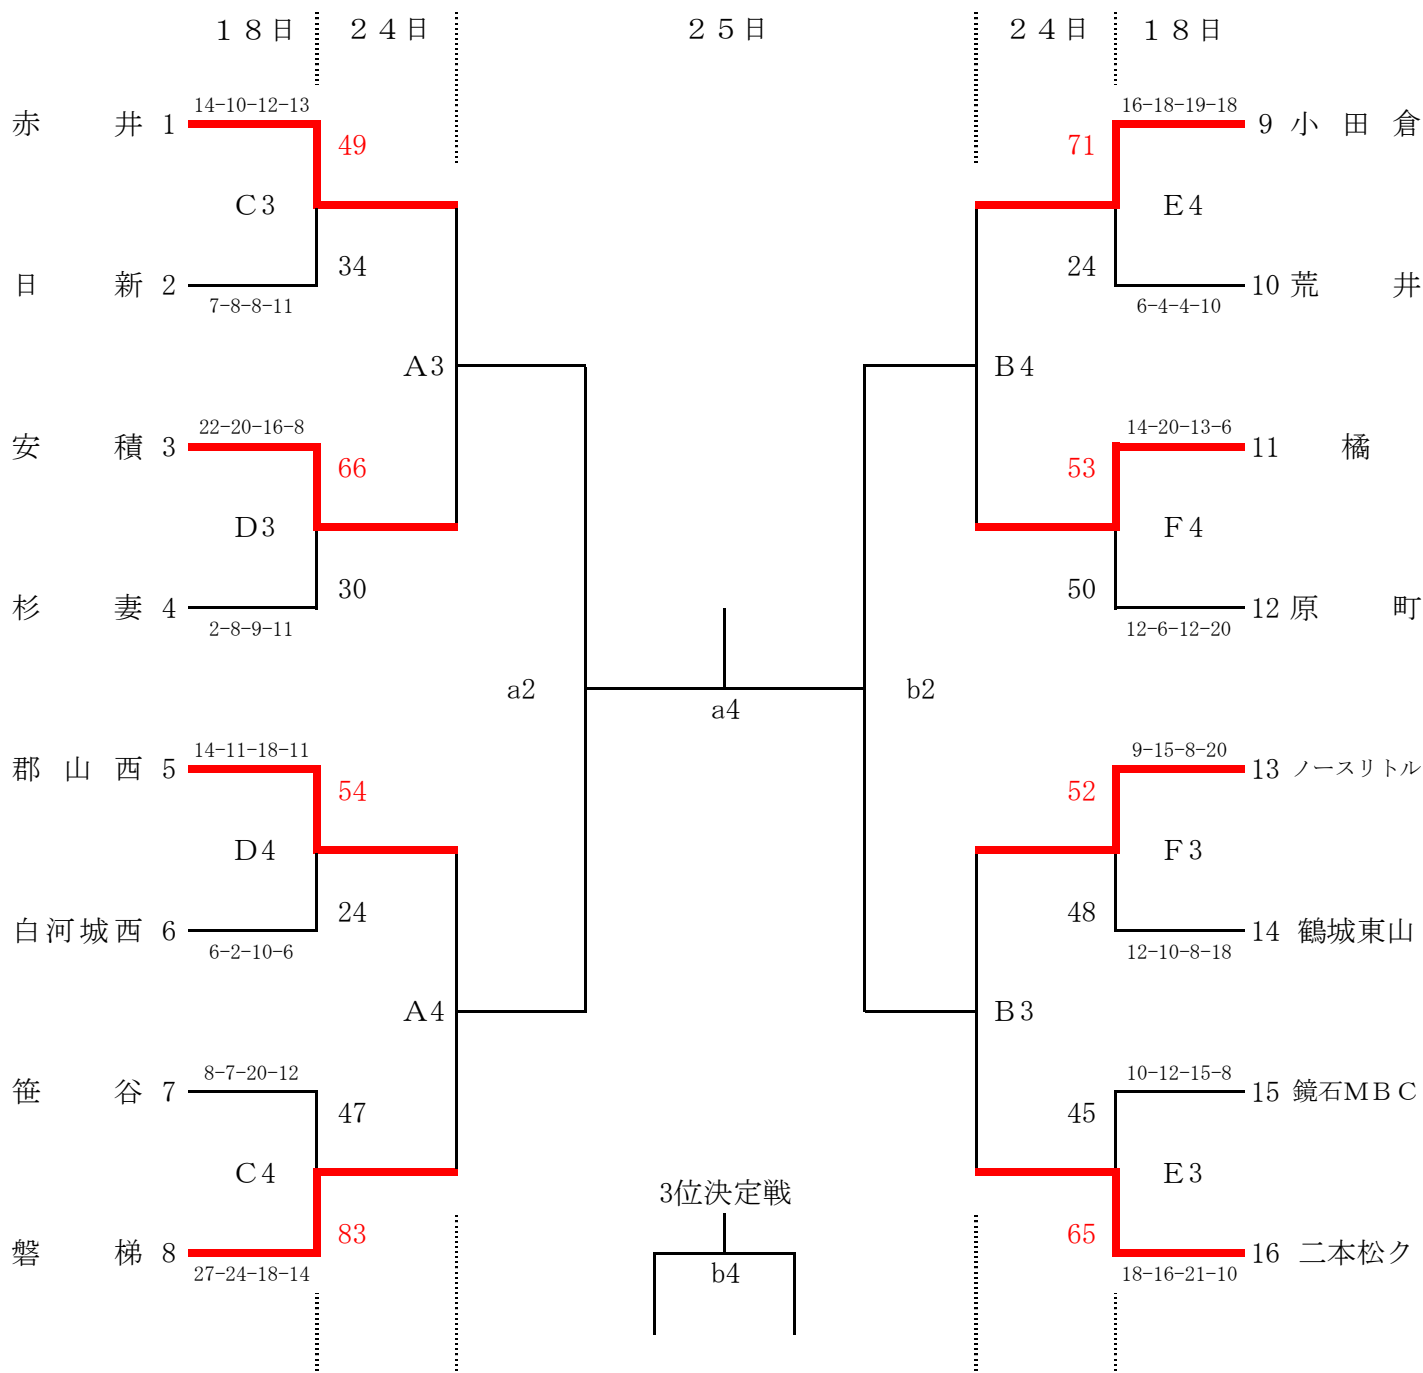 １８日 ２４日 ２５日 ２４日 １８日
14-10-12-13 16-18-19-18
赤井 1 49 71 9 小田倉
C3 E4
日新 2 34 24 10 荒井
7-8-8-11 6-4-4-10
A3 B4
22-20-16-8 14-20-13-6
安積 3 66 53 11 橘
D3 F4
杉妻 4 30 50 12 原町
2-8-9-11 12-6-12-20
a2 a4 b2
14-11-18-11 9-15-8-20
郡山西 5 54 52 13 ノースリトル
D4 F3
白河城西 6 24 48 14 鶴城東山
6-2-10-6 12-10-8-18
A4 B3
8-7-20-12 10-12-15-8
笹谷 7 47 45 15 鏡石ＭＢＣ
C4 E3
3位決定戦
磐梯 8 83 65 16 二本松ク
27-24-18-14 b4 18-16-21-10